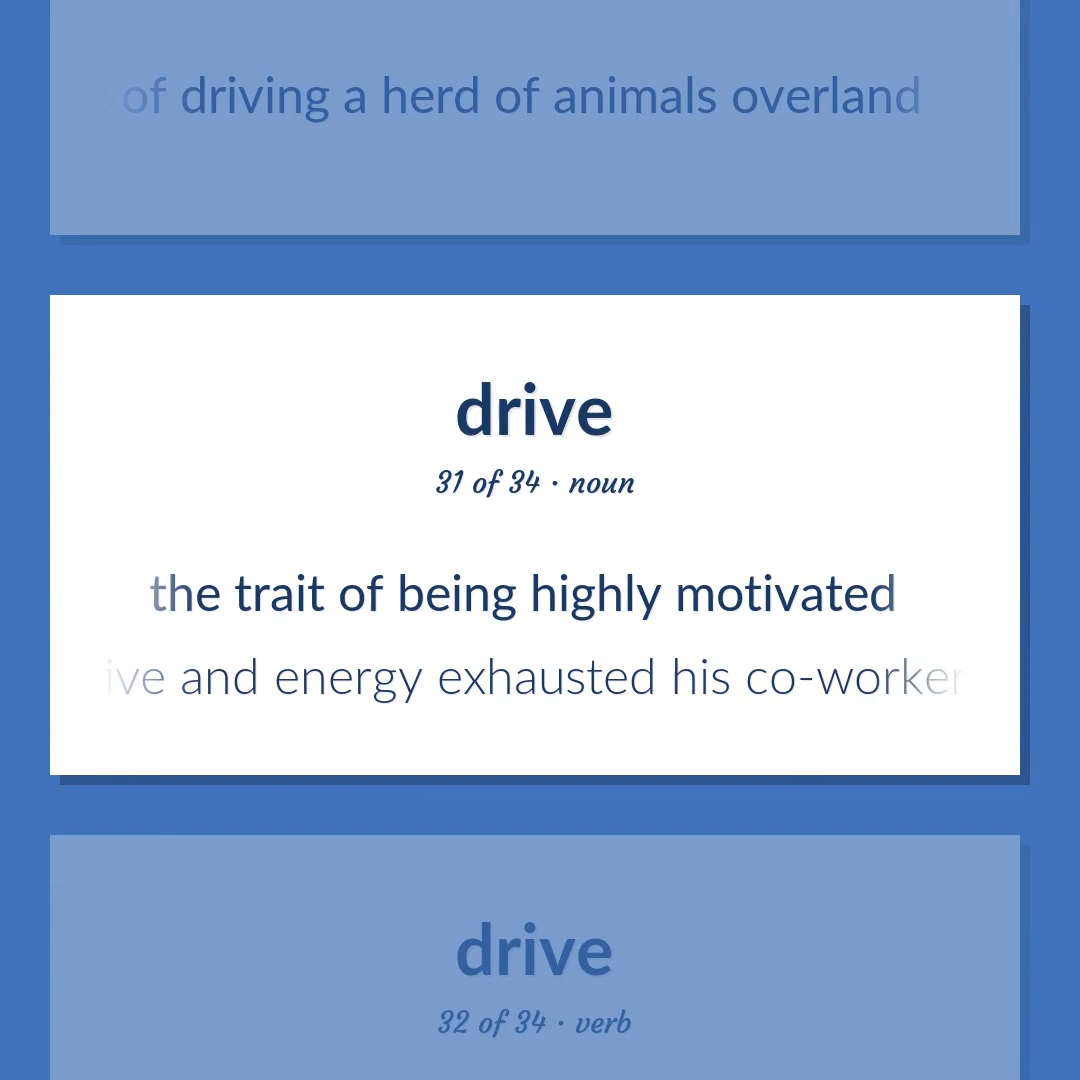 of driving a herd of animals overland
drive
31 of 34 · noun
the trait of being highly motivated
and energy exhausted his co-worker
drive
32 of 34 · verb